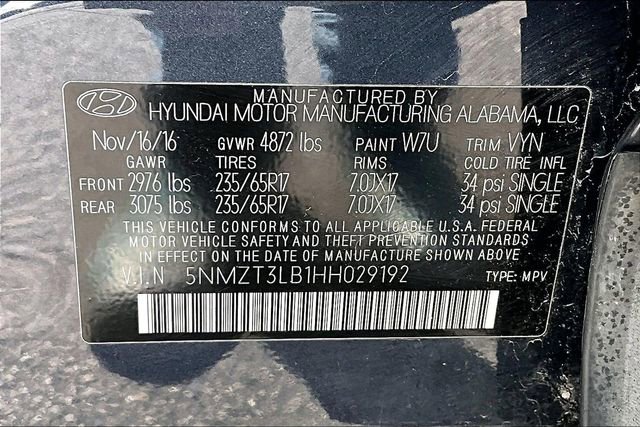 MANUFACTURED BY
HYUNDAI MOTOR MANUFACTURING ALABAMA, LLC
Nov/16/16 GVWR 4872 lbs PAINT W7U TRIM VYN
GAWR TIRES RIMS COLD TIRE INFL
FRONT 2976 lbs 235/65R17 7.0JX17 34 psi SINGLE
REAR 3075 lbs 235/65R17 7.0JX17 34 psi SINGLE
THIS VEHICLE CONFORMS TO ALL APPLICABLE U.S.A. FEDERAL
MOTOR VEHICLE SAFETY AND THEFT PREVENTION STANDARDS
IN EFFECT ON THE DATE OF MANUFACTURE SHOWN ABOVE.
V.I.N 5NMZT3LB1HH029192 TYPE: MPV